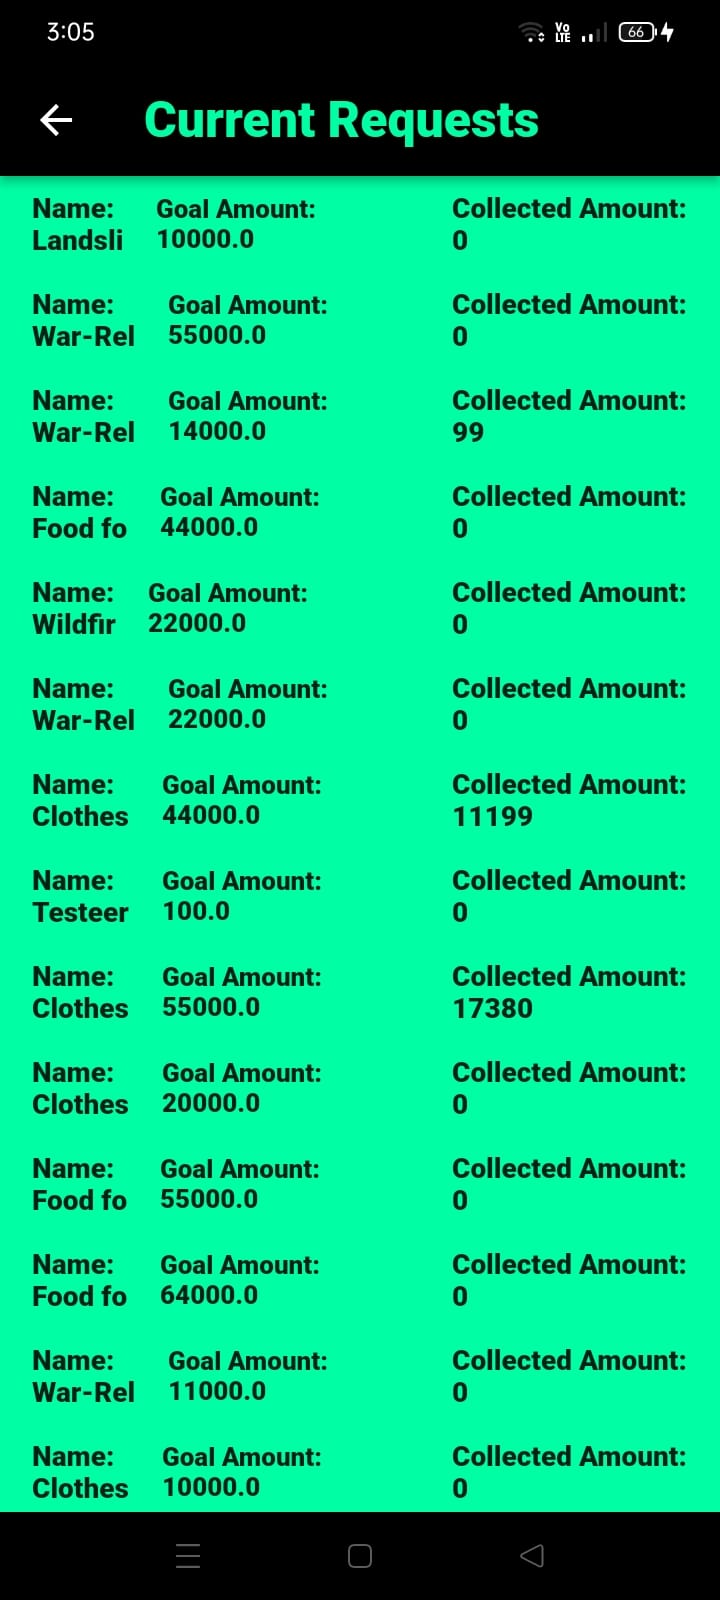 3:05
Vo
LTE
66
Current Requests
Name: Goal Amount: Collected Amount:
Landsli 10000.0 0
Name: Goal Amount: Collected Amount:
War-Rel 55000.0 0
Name: Goal Amount: Collected Amount:
War-Rel 14000.0 99
Name: Goal Amount: Collected Amount:
Food fo 44000.0 0
Name: Goal Amount: Collected Amount:
Wildfir 22000.0 0
Name: Goal Amount: Collected Amount:
War-Rel 22000.0 0
Name: Goal Amount: Collected Amount:
Clothes 44000.0 11199
Name: Goal Amount: Collected Amount:
Testeer 100.0 0
Name: Goal Amount: Collected Amount:
Clothes 55000.0 17380
Name: Goal Amount: Collected Amount:
Clothes 20000.0 0
Name: Goal Amount: Collected Amount:
Food fo 55000.0 0
Name: Goal Amount: Collected Amount:
Food fo 64000.0 0
Name: Goal Amount: Collected Amount:
War-Rel 11000.0 0
Name: Goal Amount: Collected Amount:
Clothes 10000.0 0